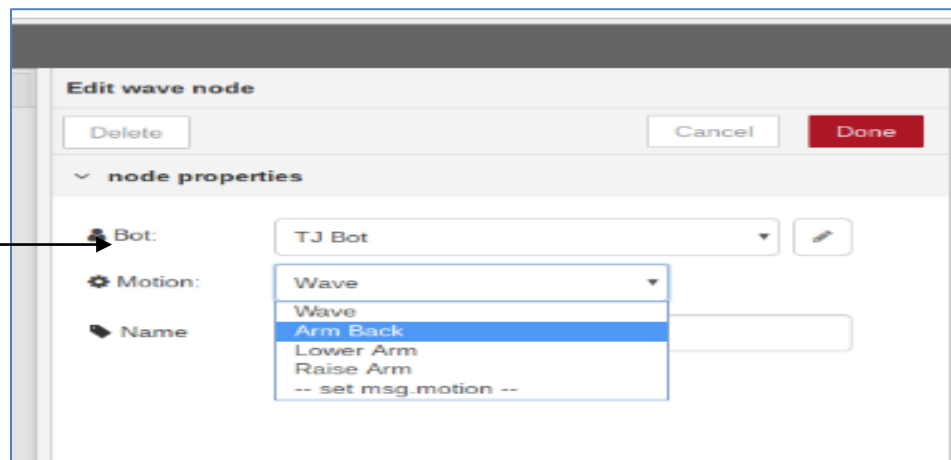 Edit wave node
Delete Cancel Done
node properties
Bot: TJ Bot
Motion: Wave
Wave
Name Arm Back
Lower Arm
Raise Arm
-- set msg.motion --